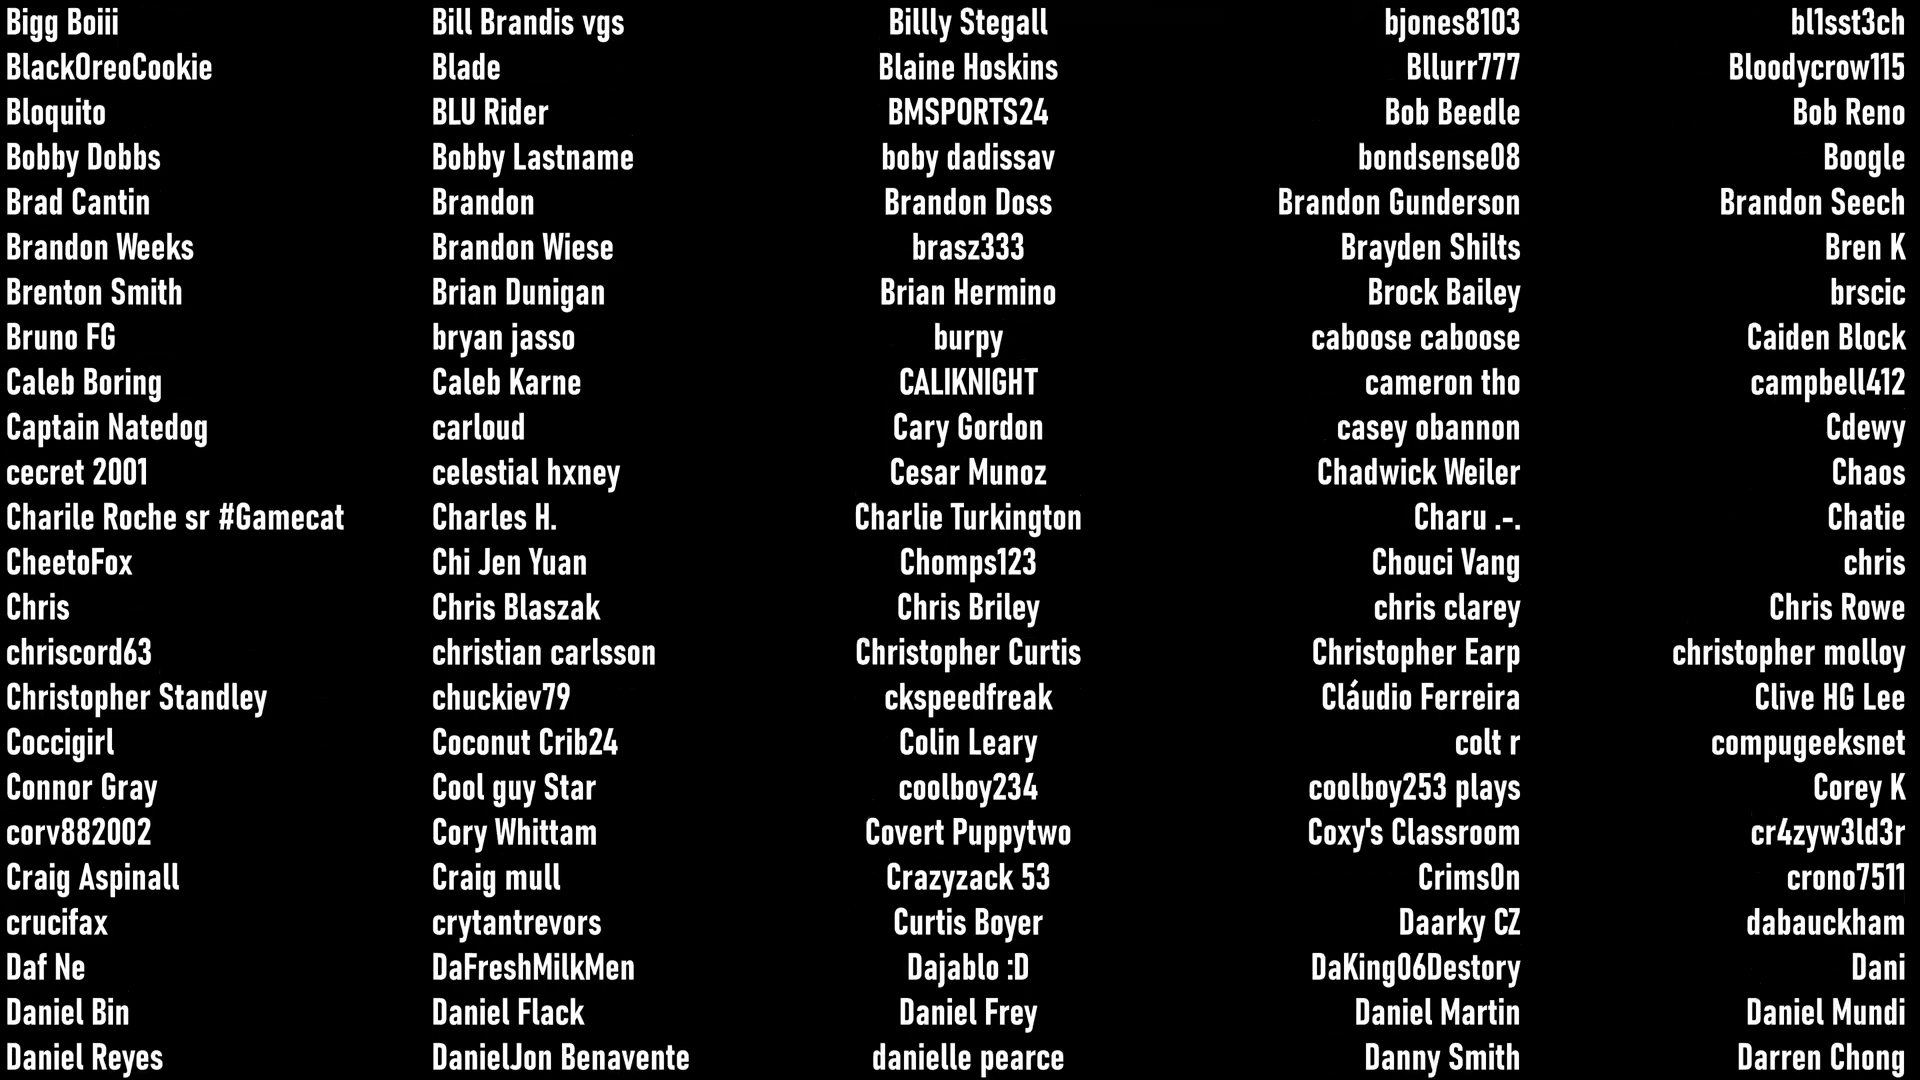 Bigg Boiii Bill Brandis vgs Billly Stegall bjones8103 bl1sst3ch
BlackOreoCookie Blade Blaine Hoskins Bllurr777 Bloodycrow115
Bloquito BLU Rider BMSPORTS24 Bob Beedle Bob Reno
Bobby Dobbs Bobby Lastname boby dadissav bondsense08 Boogle
Brad Cantin Brandon Brandon Doss Brandon Gunderson Brandon Seech
Brandon Weeks Brandon Wiese brasz333 Brayden Shilts Bren K
Brenton Smith Brian Dunigan Brian Hermino Brock Bailey brscic
Bruno FG bryan jasso burpy caboose caboose Caiden Block
Caleb Boring Caleb Karne CALIKNIGHT cameron tho campbell412
Captain Natedog carloud Cary Gordon casey obannon Cdewy
cecret 2001 celestial hxney Cesar Munoz Chadwick Weiler Chaos
Charile Roche sr #Gamecat Charles H. Charlie Turkington Charu .-. Chatie
CheetoFox Chi Jen Yuan Chomps123 Chouci Vang chris
Chris Chris Blaszak Chris Briley chris clarey Chris Rowe
chriscord63 christian carlsson Christopher Curtis Christopher Earp christopher molloy
Christopher Standley chuckiev79 ckspeedfreak Cláudio Ferreira Clive HG Lee
Coccigirl Coconut Crib24 Colin Leary colt r compugeeksnet
Connor Gray Cool guy Star coolboy234 coolboy253 plays Corey K
corv882002 Cory Whittam Covert Puppytwo Coxy's Classroom cr4zyw3ld3r
Craig Aspinall Craig mull Crazyzack 53 Crims0n crono7511
crucifax crytantrevors Curtis Boyer Daarky CZ dabauckham
Daf Ne DaFreshMilkMen Dajablo :D DaKing06Destory Dani
Daniel Bin Daniel Flack Daniel Frey Daniel Martin Daniel Mundi
Daniel Reyes DanielJon Benavente danielle pearce Danny Smith Darren Chong